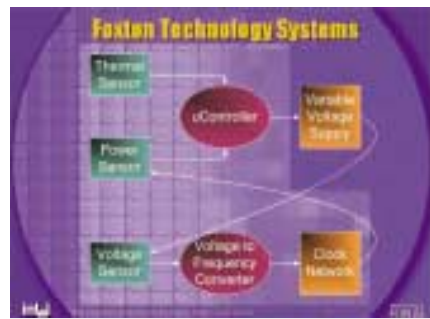 Foxton Technology Systems
Thermal
Sensor
uController
Variable
Voltage
Supply
Power
Sensor
Voltage
Sensor
Voltage to
Frequency
Converter
Clock
Network